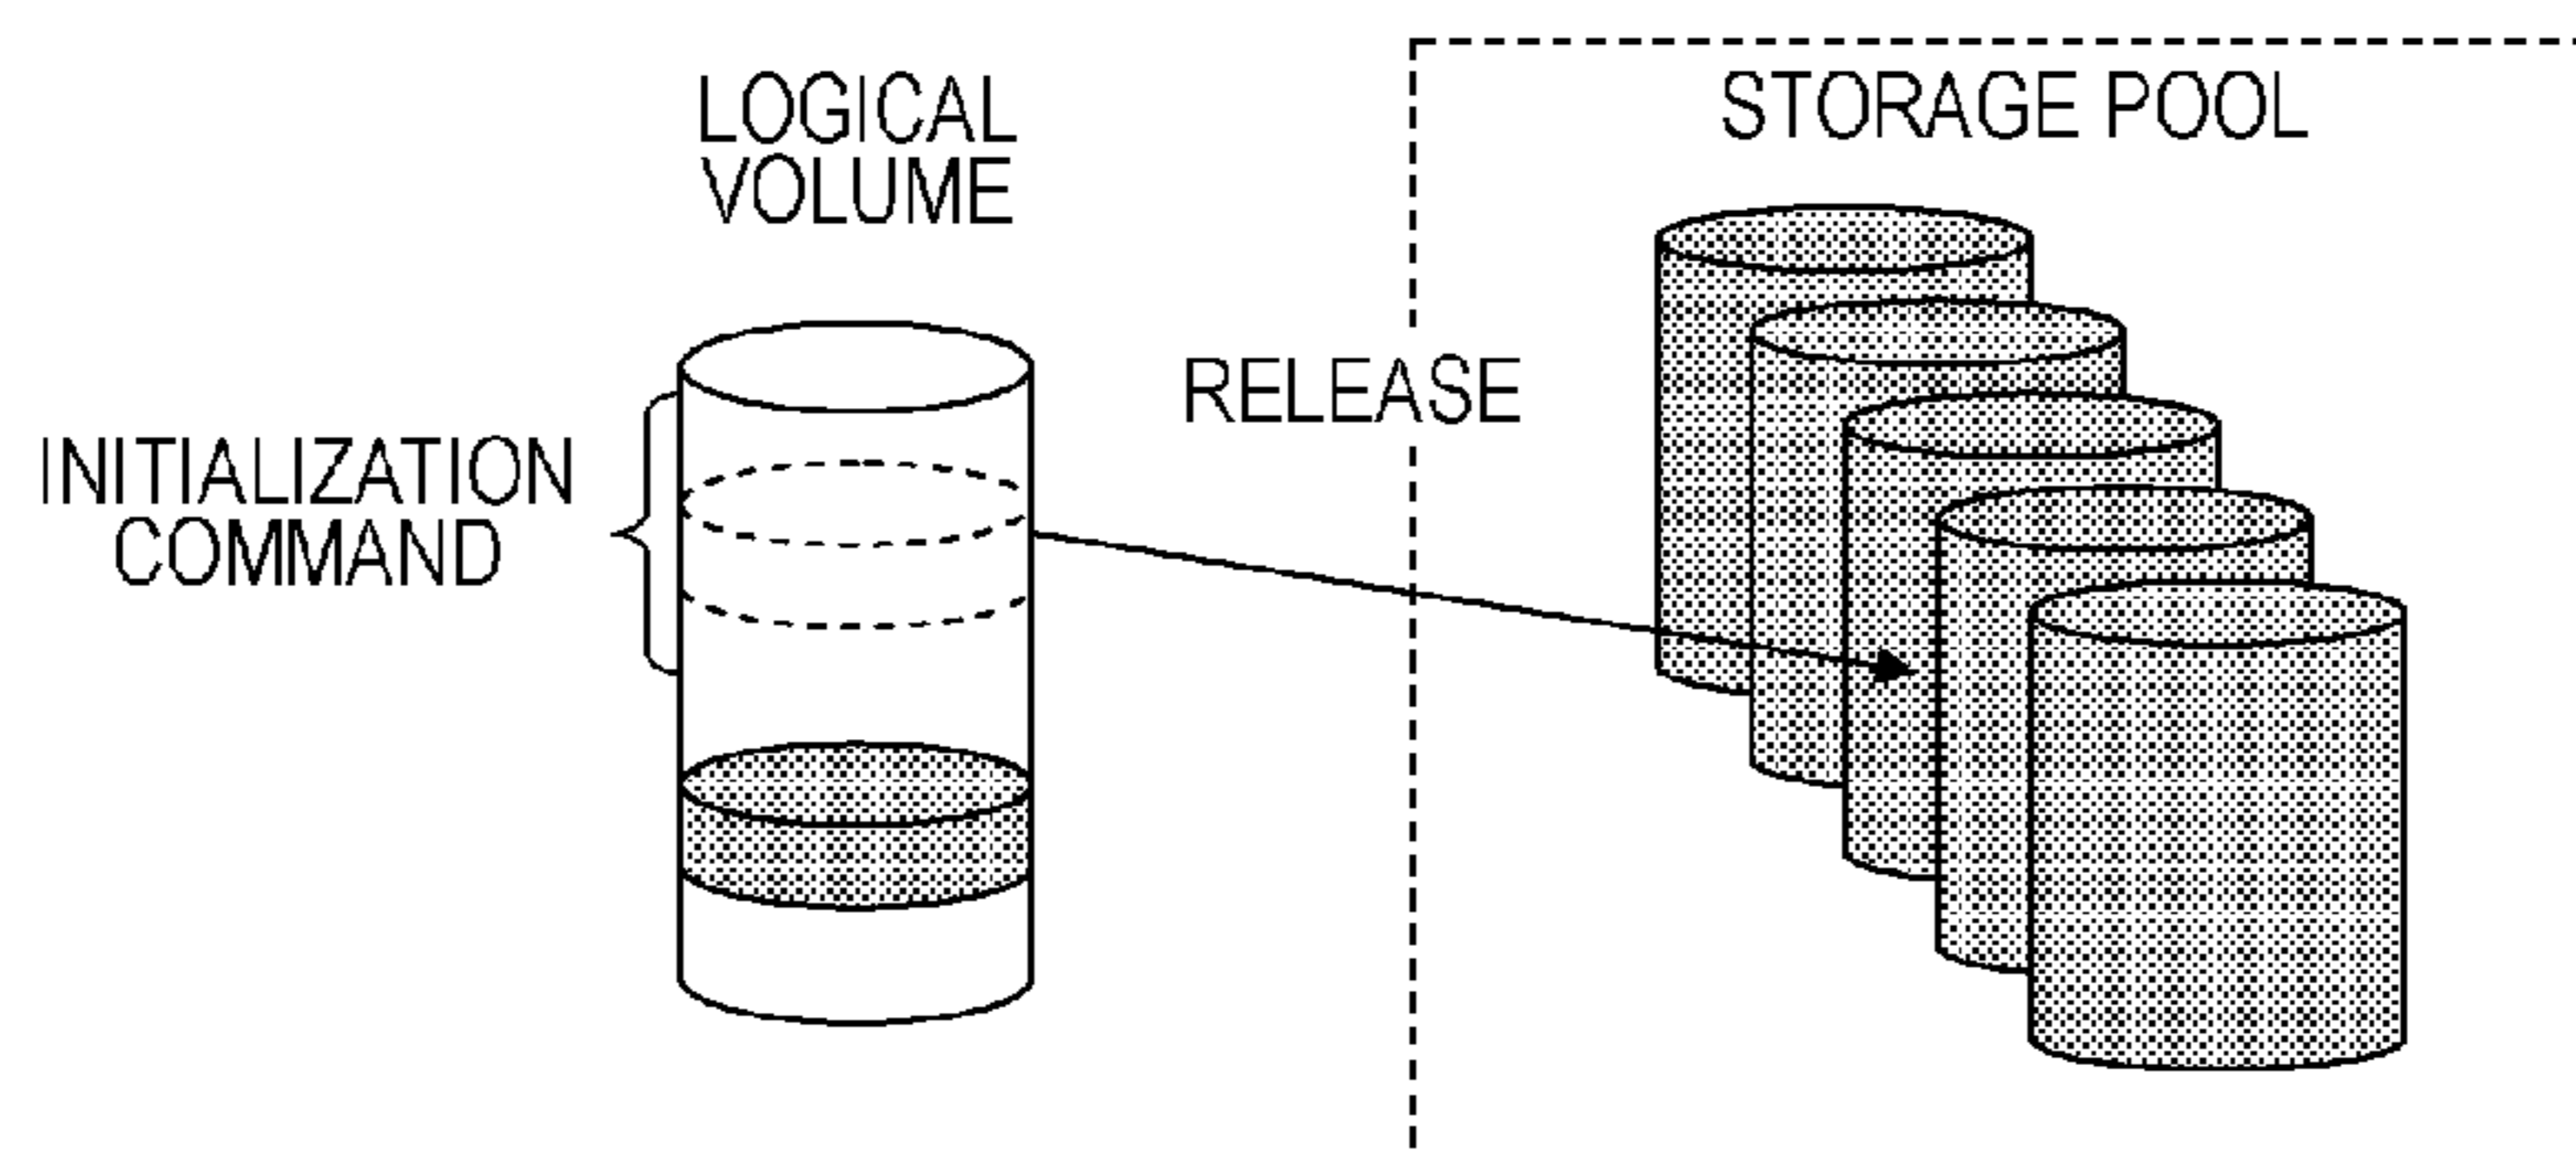 LOGICAL
VOLUME
STORAGE POOL
RELEASE
INITIALIZATION
COMMAND